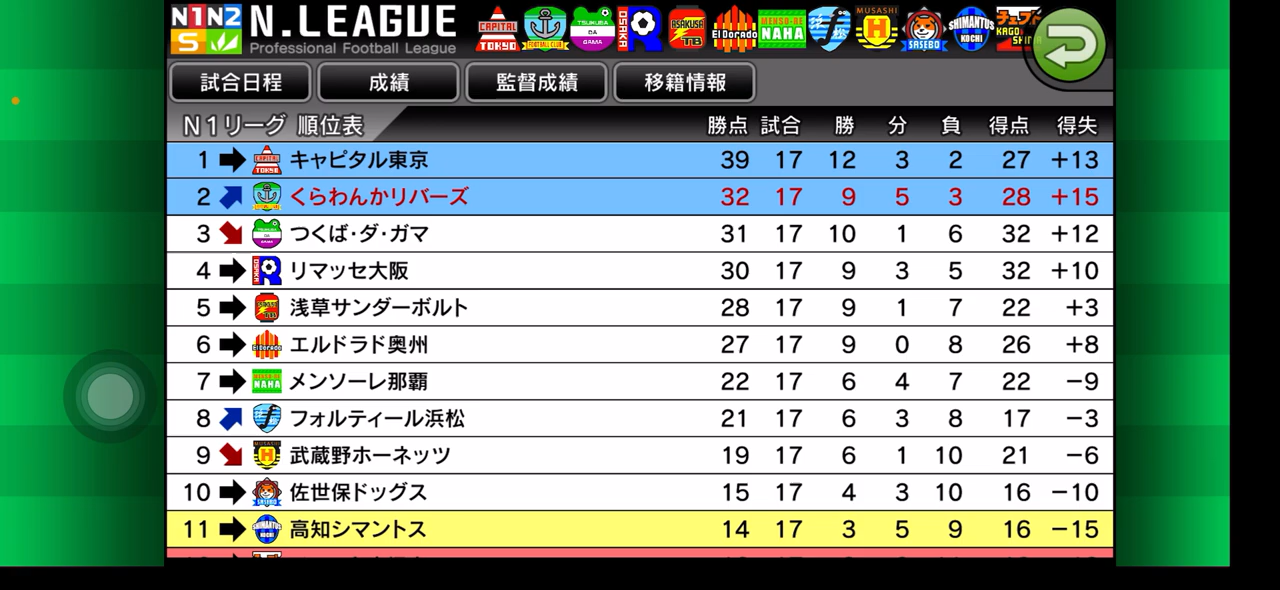 N1 N2 S N.LEAGUE
Professional Football League
CAPITAL TOKYO FOOTBALL CLUB TSUKUBA DA GAMA OSAKA R ASAKUSA TB El Dorado MENSO-RE NAHA f MUSASHI H SASEBO SHIMANTUS KOCHI
試合日程 成績 監督成績 移籍情報
N1リーグ 順位表 勝点 試合 勝 分 負 得点 得失
1 キャピタル東京 39 17 12 3 2 27 +13
2 くらわんかリバーズ 32 17 9 5 3 28 +15
3 つくば・ダ・ガマ 31 17 10 1 6 32 +12
4 リマッセ大阪 30 17 9 3 5 32 +10
5 浅草サンダーボルト 28 17 9 1 7 22 +3
6 エルドラド奥州 27 17 9 0 8 26 +8
7 メンソーレ那覇 22 17 6 4 7 22 −9
8 フォルティール浜松 21 17 6 3 8 17 −3
9 武蔵野ホーネッツ 19 17 6 1 10 21 −6
10 佐世保ドッグス 15 17 4 3 10 16 −10
11 高知シマントス 14 17 3 5 9 16 −15